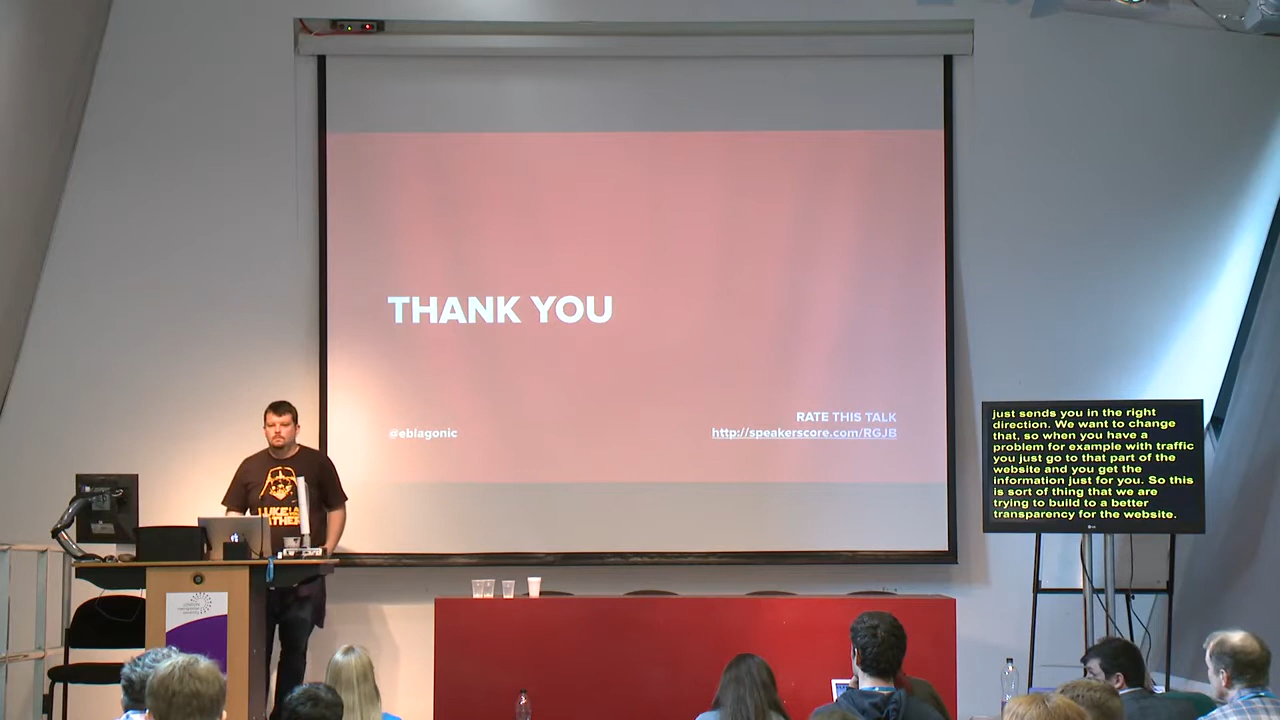 THANK YOU
@eblagonic
RATE THIS TALK
http://speakerscore.com/RGJB
just sends you in the right
direction. We want to change
that, so when you have a
problem for example with traffic
you just go to that part of the
website and you get the
information just for you. So this
is sort of thing that we are
trying to build to a better
transparency for the website.
LG
LONDON